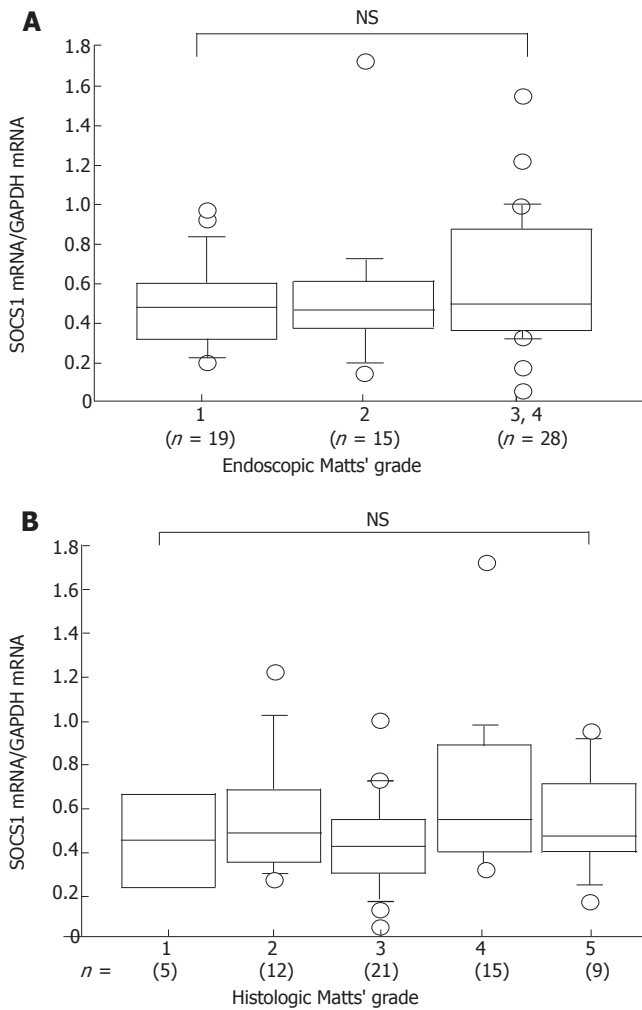 A
NS
SOCS1 mRNA/GAPDH mRNA
1.8
1.6
1.4
1.2
1.0
0.8
0.6
0.4
0.2
0
1 2 3, 4
(n = 19) (n = 15) (n = 28)
Endoscopic Matts' grade
B
NS
SOCS1 mRNA/GAPDH mRNA
1.8
1.6
1.4
1.2
1.0
0.8
0.6
0.4
0.2
0
1 2 3 4 5
n = (5) (12) (21) (15) (9)
Histologic Matts' grade